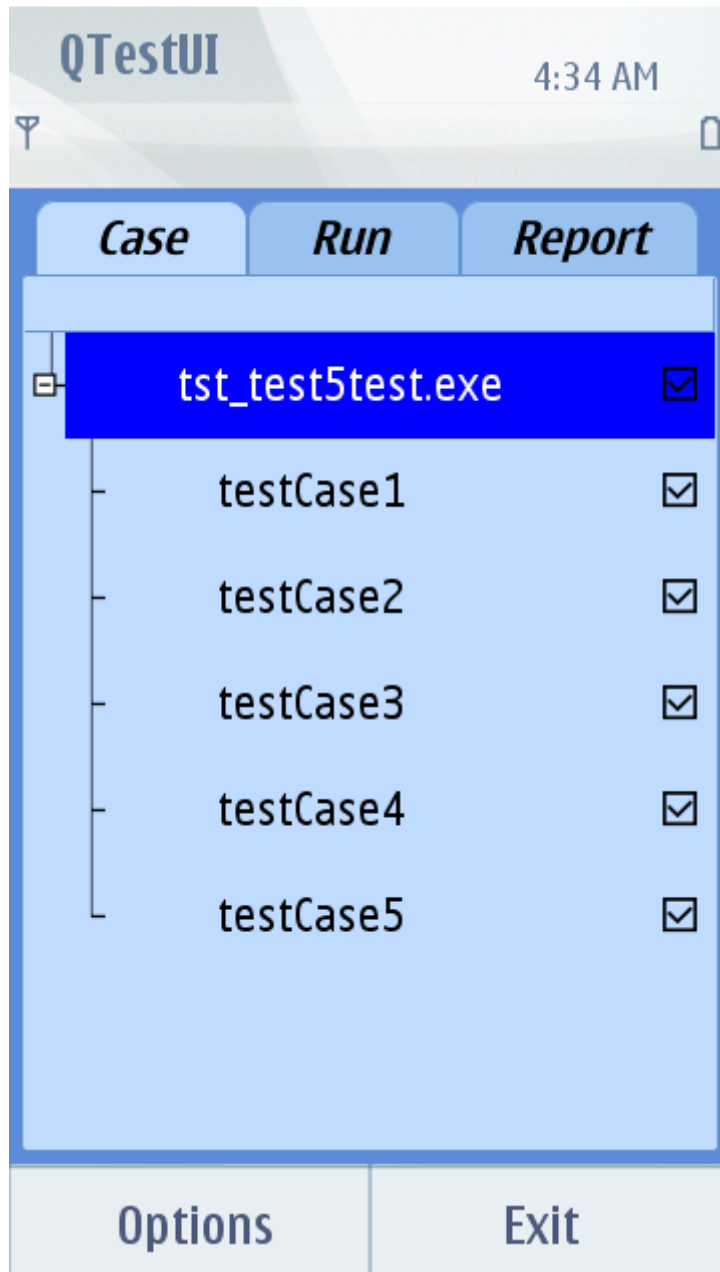 QTestUI
4:34 AM
Case Run Report
tst_test5test.exe
testCase1
testCase2
testCase3
testCase4
testCase5
Options Exit